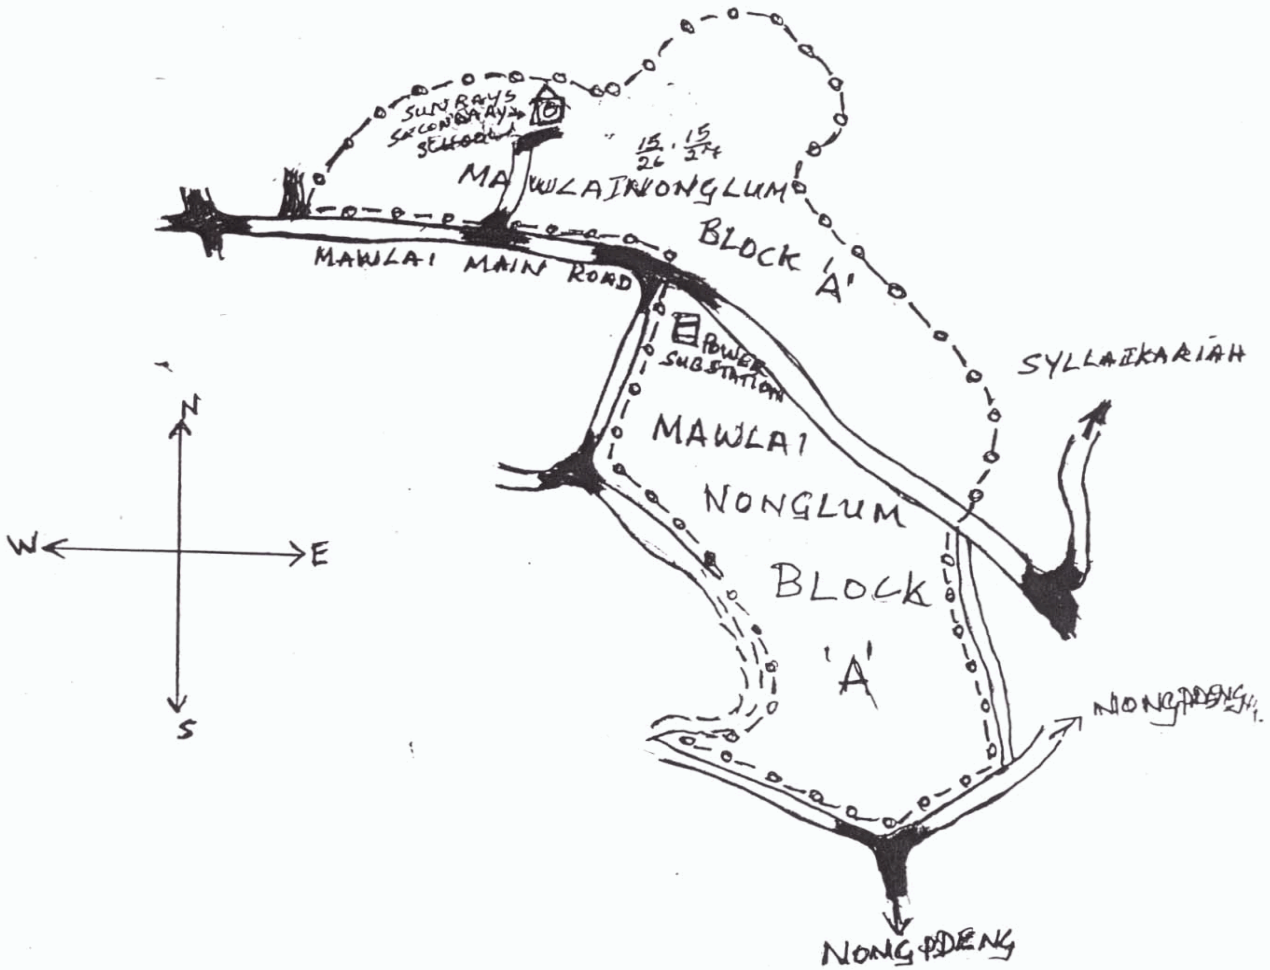 SUNRAYS
SECONDARY
SCHOOL
15/26 . 15/27
MAWLAINONGLUM
BLOCK 'A'
MAWLAI MAIN ROAD
POWER
SUBSTATION
SYLLAIKARIAH
MAWLAI
NONGLUM
BLOCK
'A'
N
W
E
S
NONGPDENG